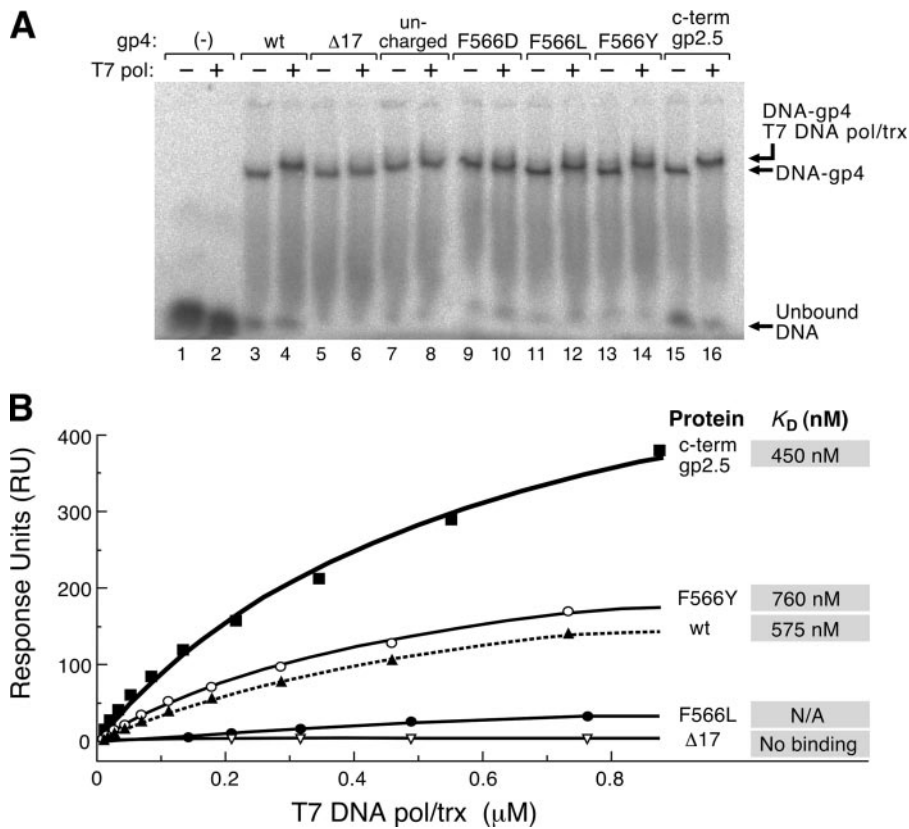 A
gp4: (-) wt Δ17 un-charged F566D F566L F566Y c-term gp2.5
T7 pol: − + − + − + − + − + − + − + − +
DNA-gp4
T7 DNA pol/trx
DNA-gp4
Unbound
DNA
1 2 3 4 5 6 7 8 9 10 11 12 13 14 15 16
B
Protein KD (nM)
c-term
gp2.5 450 nM
F566Y 760 nM
wt 575 nM
F566L N/A
Δ17 No binding
Response Units (RU)
400
300
200
100
0
0 0.2 0.4 0.6 0.8
T7 DNA pol/trx (μM)